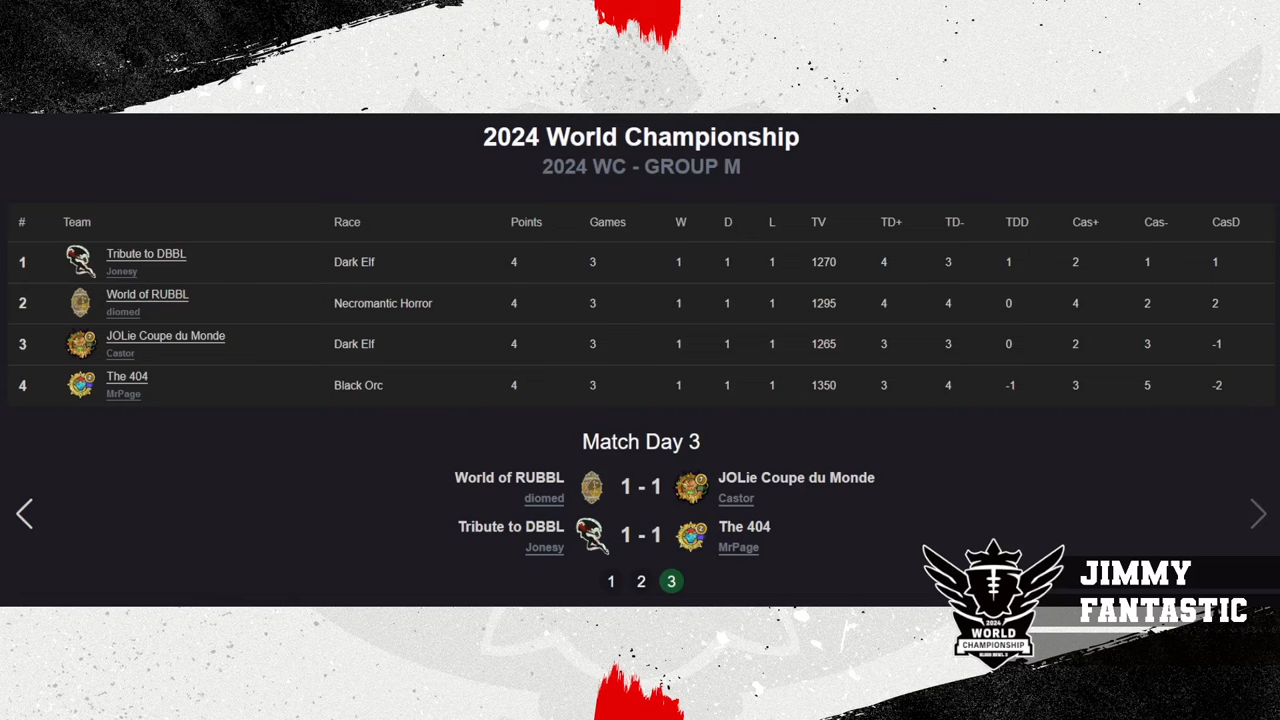 2024 World Championship
2024 WC - GROUP M
# Team Race Points Games W D L TV TD+ TD- TDD Cas+ Cas- CasD
1 Tribute to DBBL Dark Elf 4 3 1 1 1 1270 4 3 1 2 1 1
Jonesy
2 World of RUBBL Necromantic Horror 4 3 1 1 1 1295 4 4 0 4 2 2
diomed
3 JOLie Coupe du Monde Dark Elf 4 3 1 1 1 1265 3 3 0 2 3 -1
Castor
4 The 404 Black Orc 4 3 1 1 1 1350 3 4 -1 3 5 -2
MrPage
Match Day 3
World of RUBBL 1 - 1 JOLie Coupe du Monde
diomed Castor
Tribute to DBBL 1 - 1 The 404
Jonesy MrPage
1 2 3
JIMMY
FANTASTIC
2024
WORLD
CHAMPIONSHIP
BLOOD BOWL 3